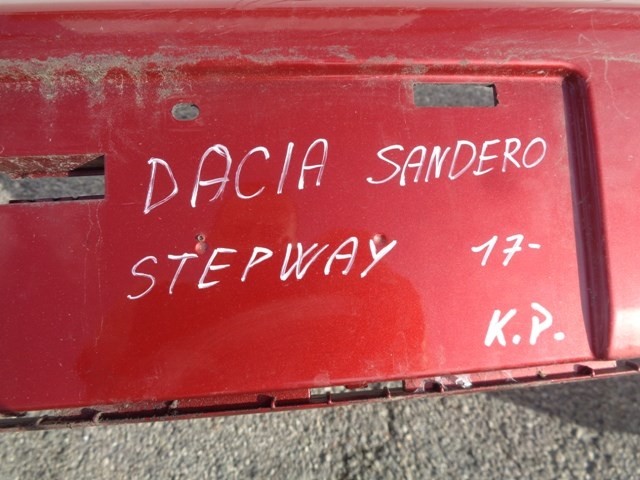 DACIA SANDERO
STEPWAY 17-
K.P.